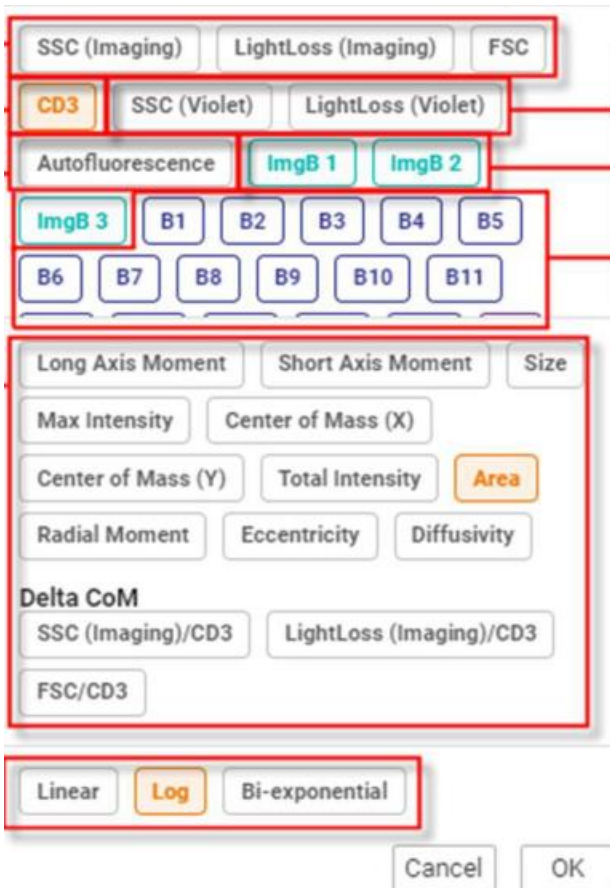 SSC (Imaging) LightLoss (Imaging) FSC
CD3 SSC (Violet) LightLoss (Violet)
Autofluorescence ImgB 1 ImgB 2
ImgB 3 B1 B2 B3 B4 B5
B6 B7 B8 B9 B10 B11
Long Axis Moment Short Axis Moment Size
Max Intensity Center of Mass (X)
Center of Mass (Y) Total Intensity Area
Radial Moment Eccentricity Diffusivity
Delta CoM
SSC (Imaging)/CD3 LightLoss (Imaging)/CD3
FSC/CD3
Linear Log Bi-exponential
Cancel OK